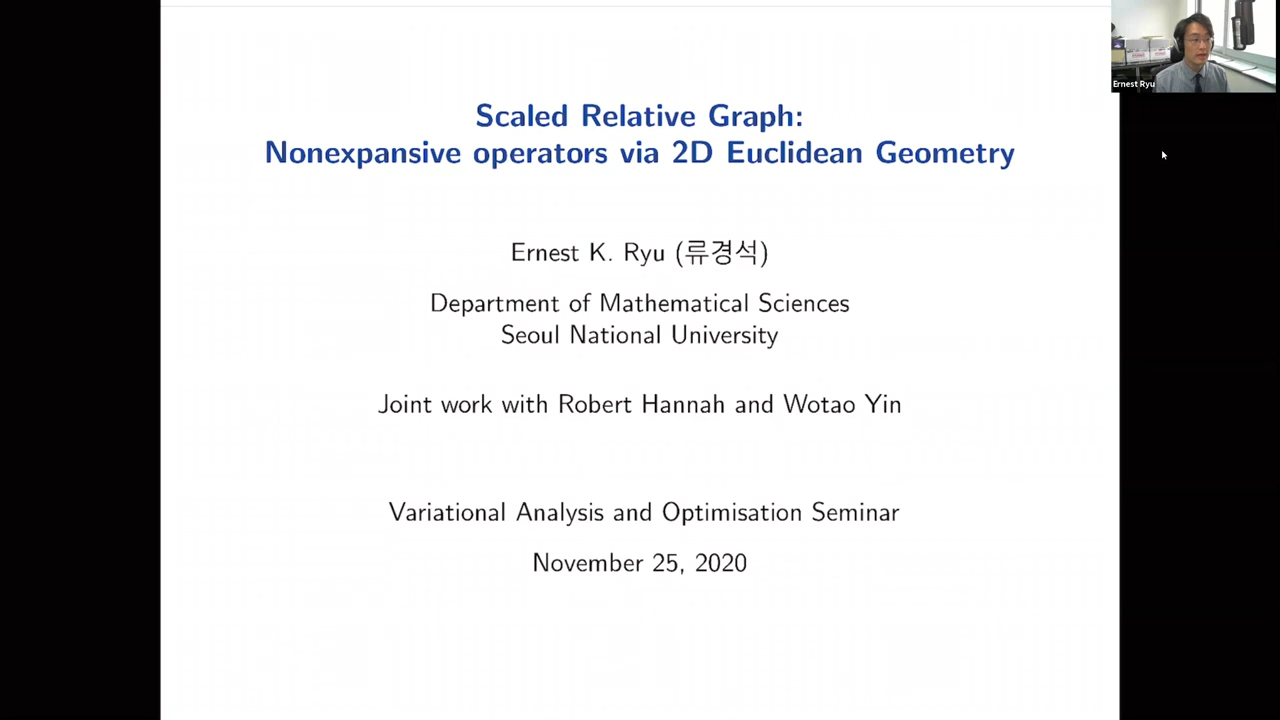 Scaled Relative Graph:
Nonexpansive operators via 2D Euclidean Geometry
Ernest K. Ryu (류경석)
Department of Mathematical Sciences
Seoul National University
Joint work with Robert Hannah and Wotao Yin
Variational Analysis and Optimisation Seminar
November 25, 2020
Ernest Ryu